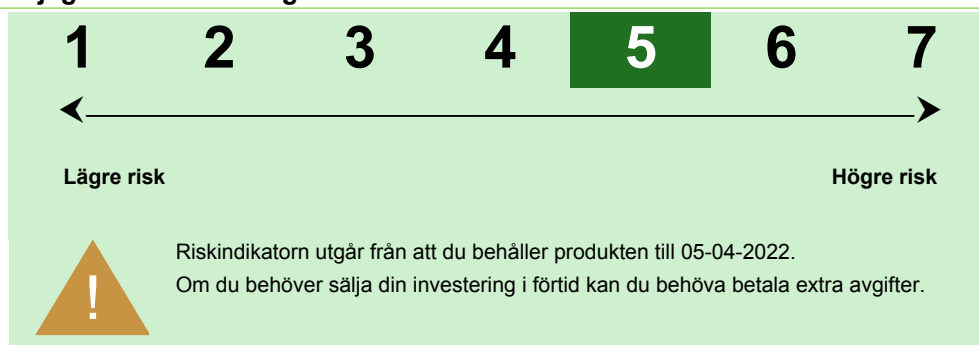 1 2 3 4 5 6 7
Lägre risk Högre risk
!
Riskindikatorn utgår från att du behåller produkten till 05-04-2022.
Om du behöver sälja din investering i förtid kan du behöva betala extra avgifter.